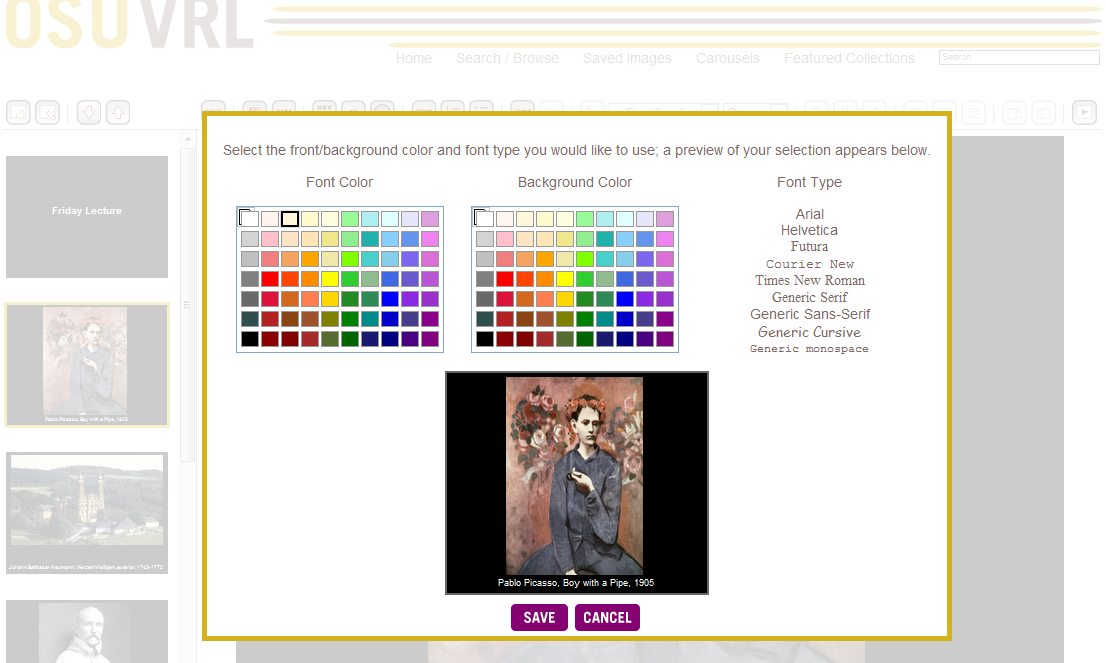 OSU VRL
Home Search / Browse Saved Images Carousels Featured Collections Search
Select the front/background color and font type you would like to use; a preview of your selection appears below.
Font Color Background Color Font Type
Arial
Helvetica
Futura
Courier New
Times New Roman
Generic Serif
Generic Sans-Serif
Generic Cursive
Generic monospace
Friday Lecture
Pablo Picasso, Boy with a Pipe, 1905
Johann Balthasar Neumann, Vierzehnheiligen, exterior, 1743-1772
Pablo Picasso, Boy with a Pipe, 1905
SAVE CANCEL